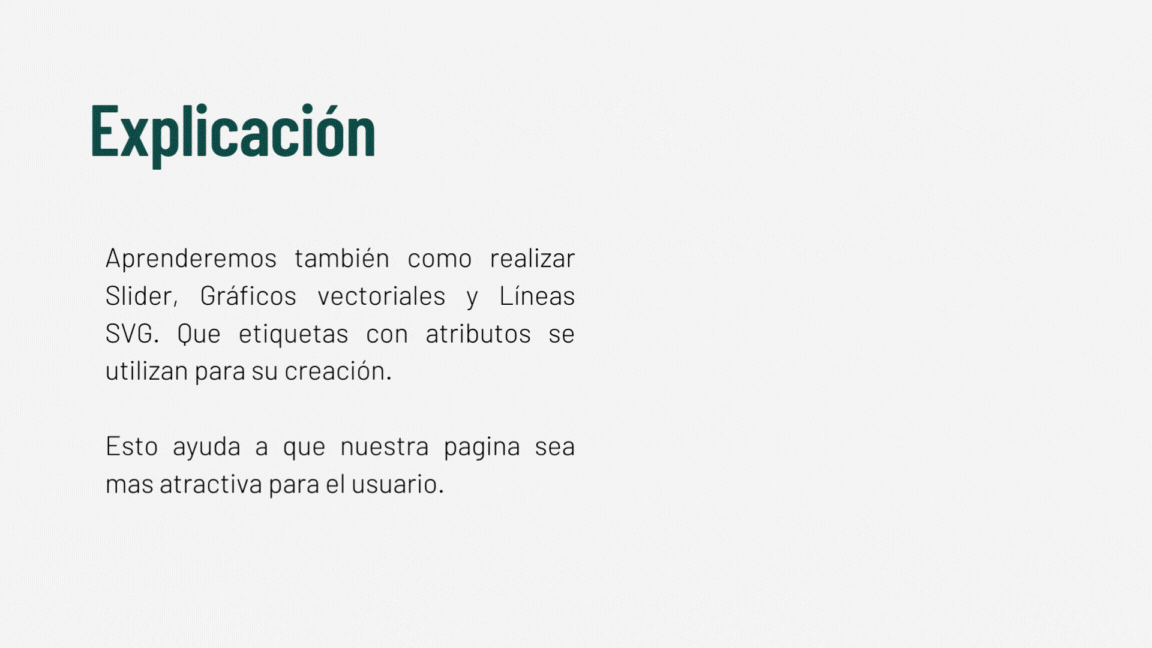 Explicación
Aprenderemos también como realizar
Slider, Gráficos vectoriales y Líneas
SVG. Que etiquetas con atributos se
utilizan para su creación.
Esto ayuda a que nuestra pagina sea
mas atractiva para el usuario.